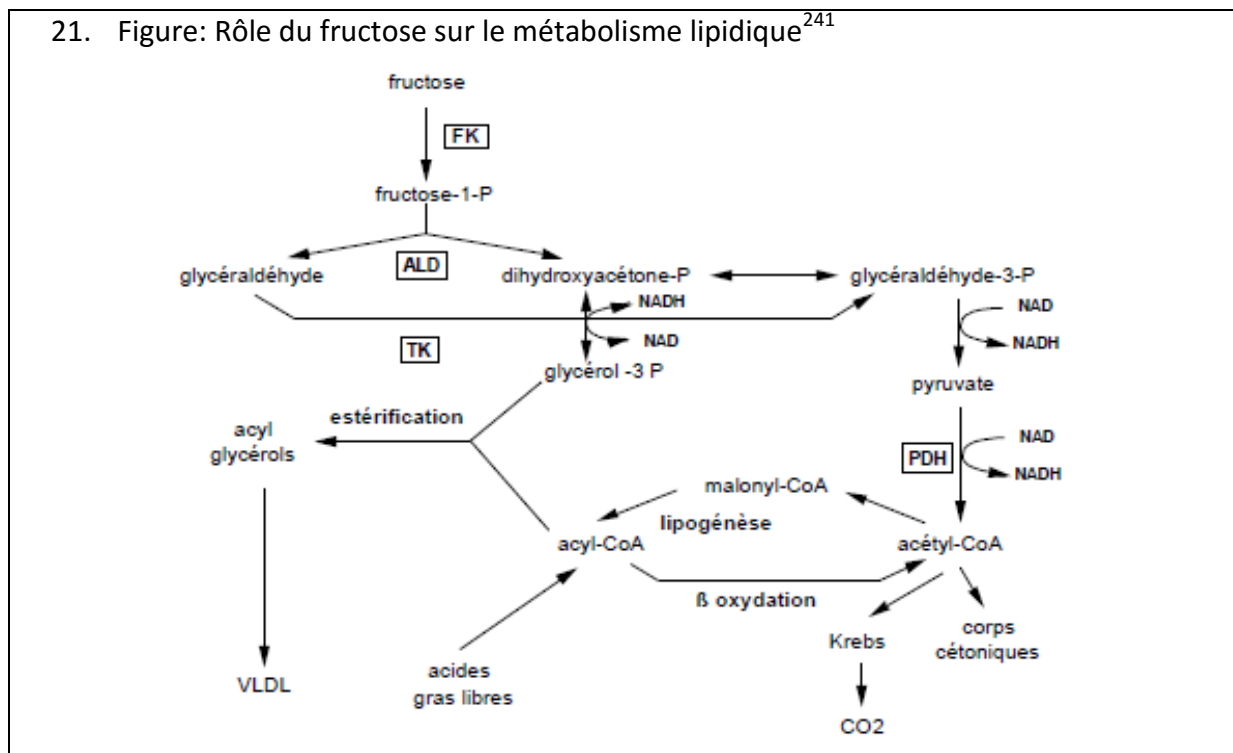 21. Figure: Rôle du fructose sur le métabolisme lipidique241
fructose
FK
fructose-1-P
glycéraldéhyde
ALD
dihydroxyacétone-P
glycéraldéhyde-3-P
NADH
NAD
TK
NAD
NADH
glycérol -3 P
pyruvate
estérification
acyl
glycérols
NAD
PDH
NADH
malonyl-CoA
lipogénèse
acyl-CoA
acétyl-CoA
ß oxydation
Krebs
corps
cétoniques
VLDL
acides
gras libres
CO2